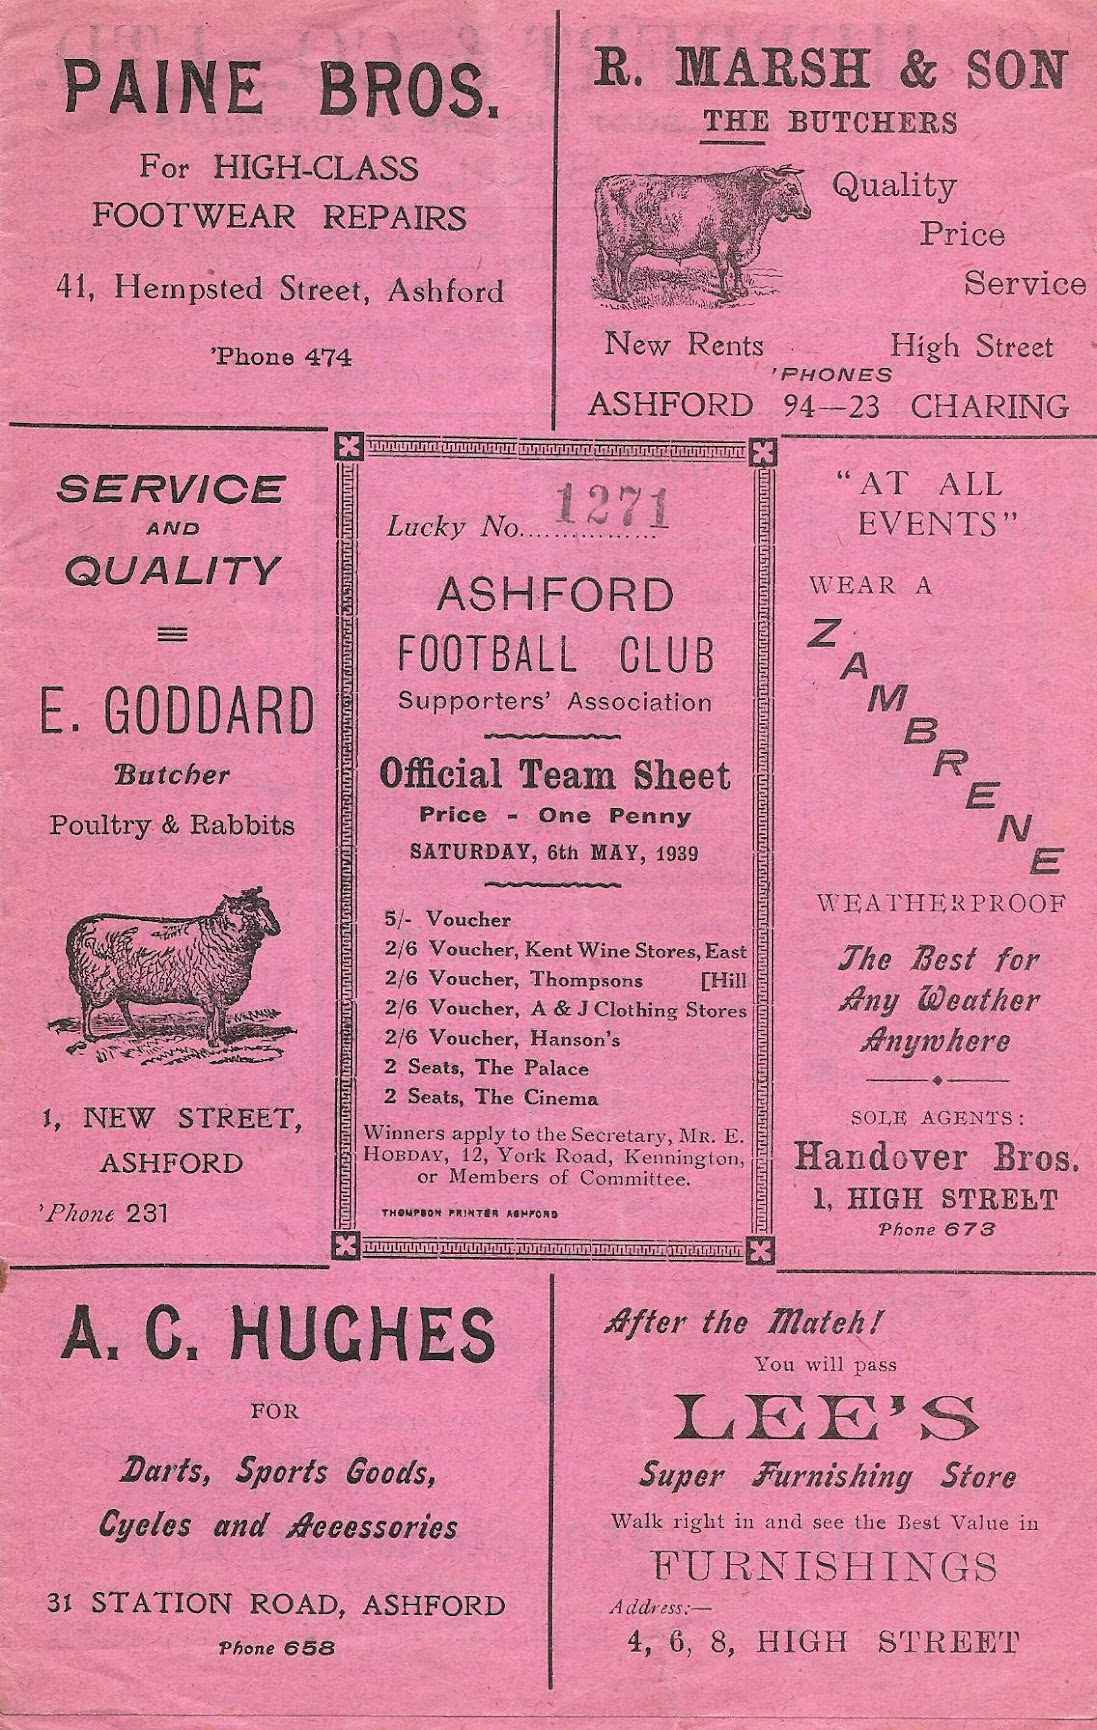 PAINE BROS.
For HIGH-CLASS
FOOTWEAR REPAIRS
41, Hempsted Street, Ashford
'Phone 474
R. MARSH & SON
THE BUTCHERS
Quality
Price
Service
New Rents High Street
'PHONES
ASHFORD 94—23 CHARING
SERVICE
AND
QUALITY
E. GODDARD
Butcher
Poultry & Rabbits
1, NEW STREET,
ASHFORD
'Phone 231
Lucky No. 1271
ASHFORD
FOOTBALL CLUB
Supporters' Association
Official Team Sheet
Price - One Penny
SATURDAY, 6th MAY, 1939
5/- Voucher
2/6 Voucher, Kent Wine Stores, East
2/6 Voucher, Thompsons [Hill
2/6 Voucher, A & J Clothing Stores
2/6 Voucher, Hanson's
2 Seats, The Palace
2 Seats, The Cinema
Winners apply to the Secretary, MR. E.
HOBDAY, 12, York Road, Kennington,
or Members of Committee.
THOMPSON PRINTER ASHFORD
"AT ALL
EVENTS"
WEAR A
ZAMBRENE
WEATHERPROOF
The Best for
Any Weather
Anywhere
SOLE AGENTS:
Handover Bros.
1, HIGH STREET
Phone 673
A. C. HUGHES
FOR
Darts, Sports Goods,
Cycles and Accessories
31 STATION ROAD, ASHFORD
Phone 658
After the Match!
You will pass
LEE'S
Super Furnishing Store
Walk right in and see the Best Value in
FURNISHINGS
Address:—
4, 6, 8, HIGH STREET